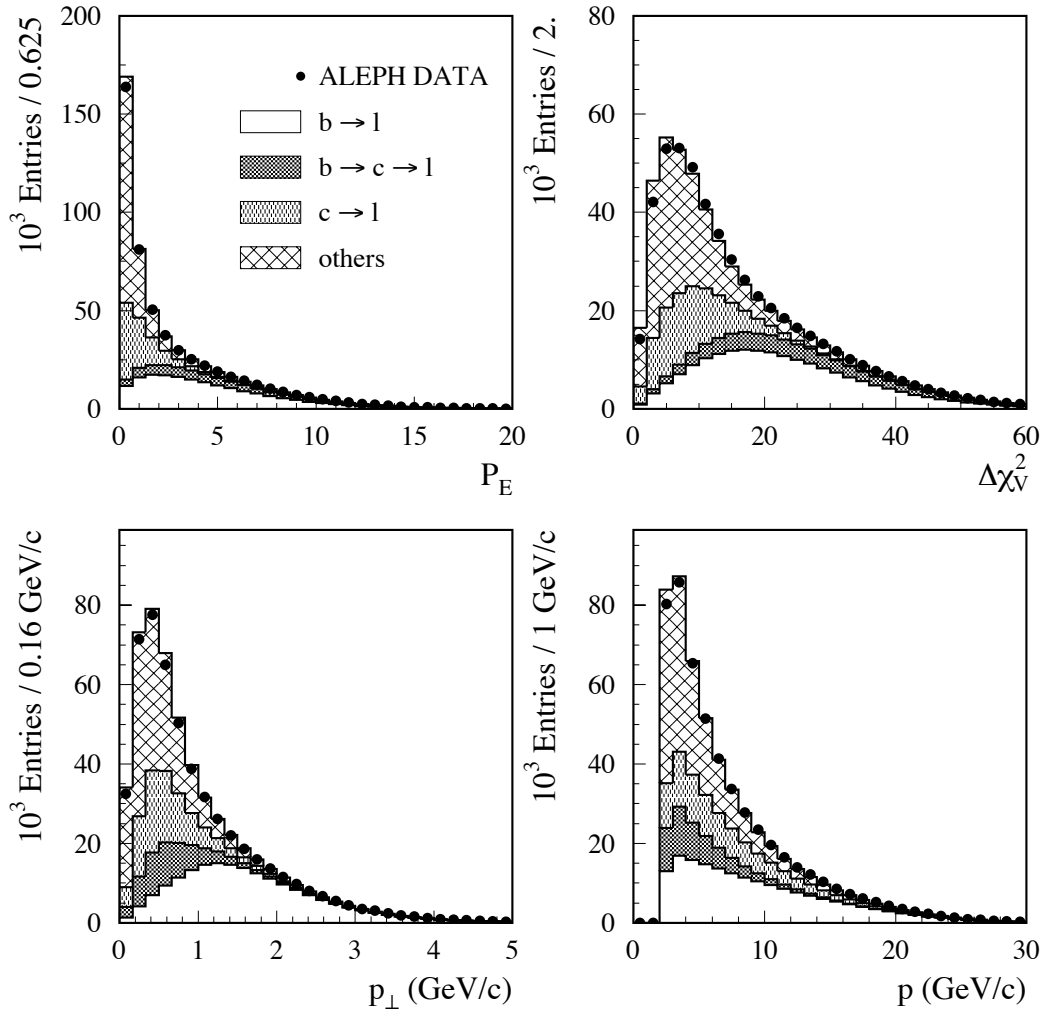 10³ Entries / 0.625
200
150
100
50
0
0 5 10 15 20
P_E
ALEPH DATA
b → l
b → c → l
c → l
others
10³ Entries / 2.
80
60
40
20
0
0 20 40 60
Δχ²_V
10³ Entries / 0.16 GeV/c
80
60
40
20
0
0 1 2 3 4 5
p_⊥ (GeV/c)
10³ Entries / 1 GeV/c
80
60
40
20
0
0 10 20 30
p (GeV/c)